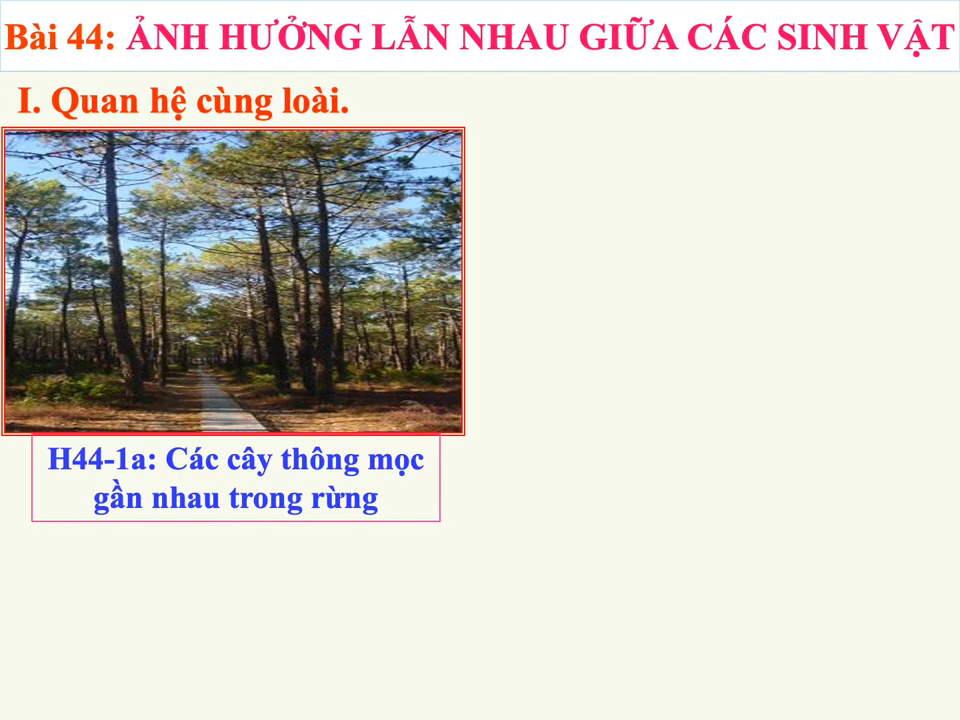 Bài 44: ẢNH HƯỞNG LẪN NHAU GIỮA CÁC SINH VẬT
I. Quan hệ cùng loài.
H44-1a: Các cây thông mọc
gần nhau trong rừng